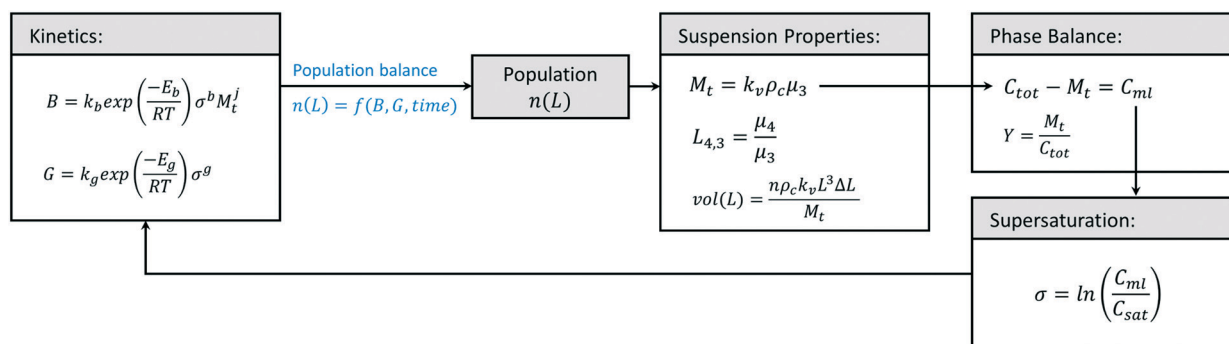 Kinetics:
B = k_b exp(−E_b/RT) σ^b M_t^j
G = k_g exp(−E_g/RT) σ^g
Population balance
n(L) = f(B, G, time)
Population
n(L)
Suspension Properties:
M_t = k_v ρ_c μ_3
L_4,3 = μ_4/μ_3
vol(L) = nρ_c k_v L^3 ΔL/M_t
Phase Balance:
C_tot − M_t = C_ml
Y = M_t/C_tot
Supersaturation:
σ = ln(C_ml/C_sat)